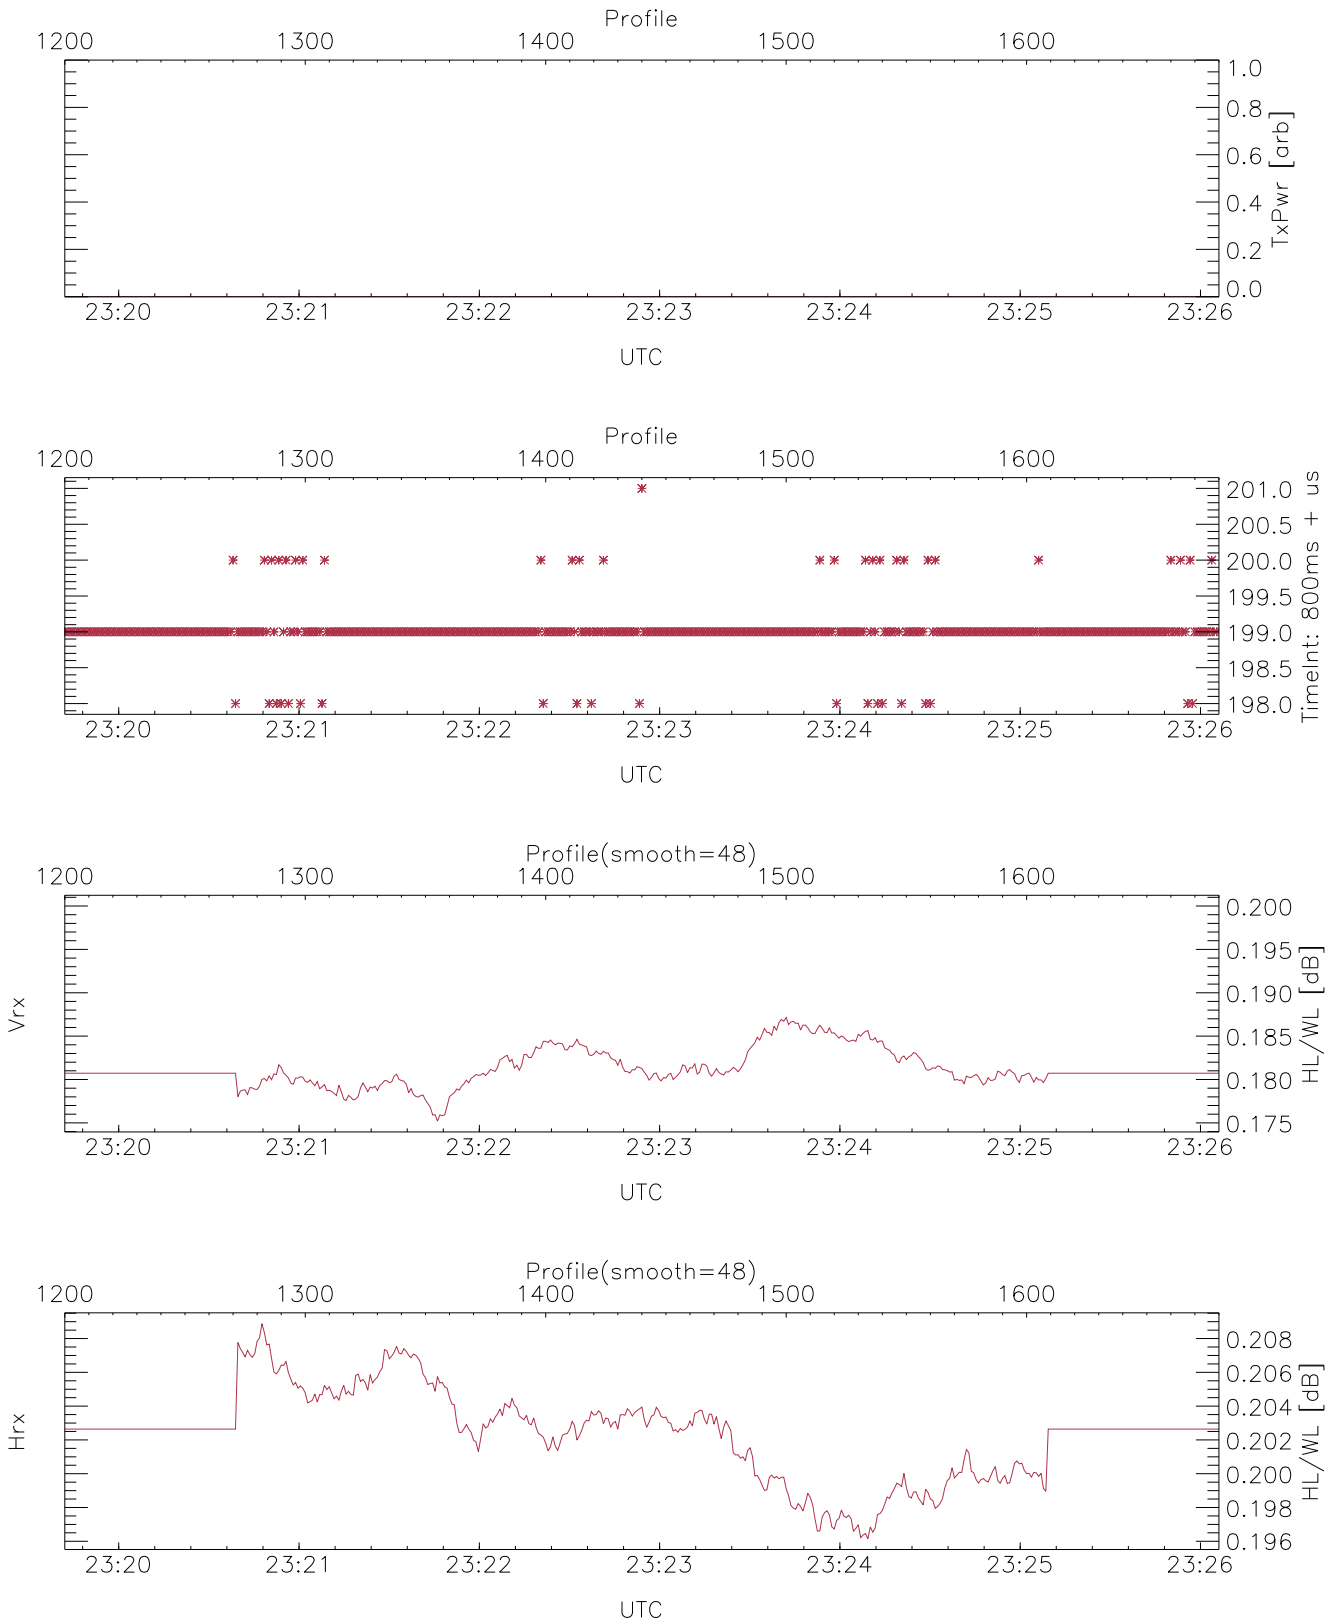 Profile
1200 1300 1400 1500 1600
1.0
0.8
0.6
0.4
0.2
0.0
TxPwr [arb]
23:20 23:21 23:22 23:23 23:24 23:25 23:26
UTC
Profile
1200 1300 1400 1500 1600
201.0
200.5
200.0
199.5
199.0
198.5
198.0
TimeInt: 800ms + us
23:20 23:21 23:22 23:23 23:24 23:25 23:26
UTC
Profile(smooth=48)
1200 1300 1400 1500 1600
Vrx
0.200
0.195
0.190
0.185
0.180
0.175
HL/WL [dB]
23:20 23:21 23:22 23:23 23:24 23:25 23:26
UTC
Profile(smooth=48)
1200 1300 1400 1500 1600
Hrx
0.208
0.206
0.204
0.202
0.200
0.198
0.196
HL/WL [dB]
23:20 23:21 23:22 23:23 23:24 23:25 23:26
UTC